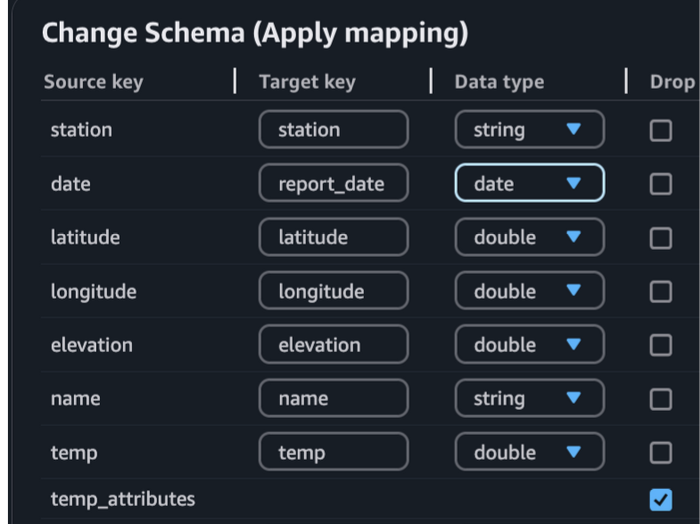 Change Schema (Apply mapping)
Source key Target key Data type Drop
station station string
date report_date date
latitude latitude double
longitude longitude double
elevation elevation double
name name string
temp temp double
temp_attributes